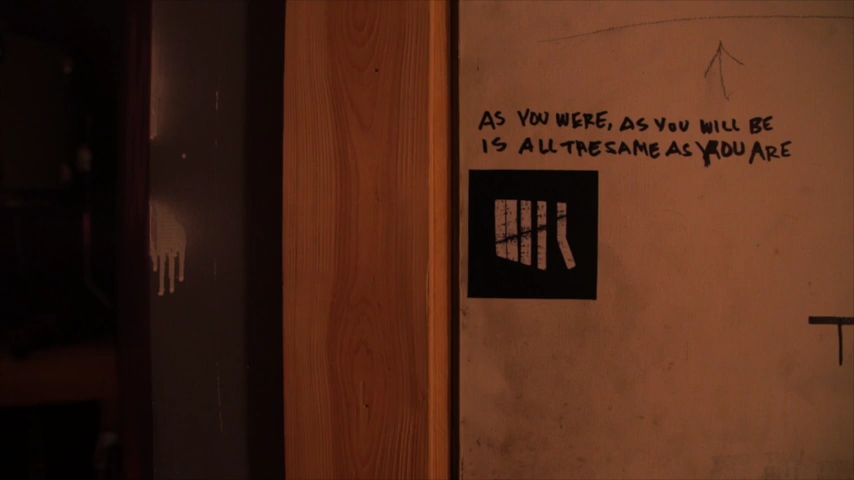 AS YOU WERE, AS YOU WILL BE
IS ALL THE SAME AS YOU ARE